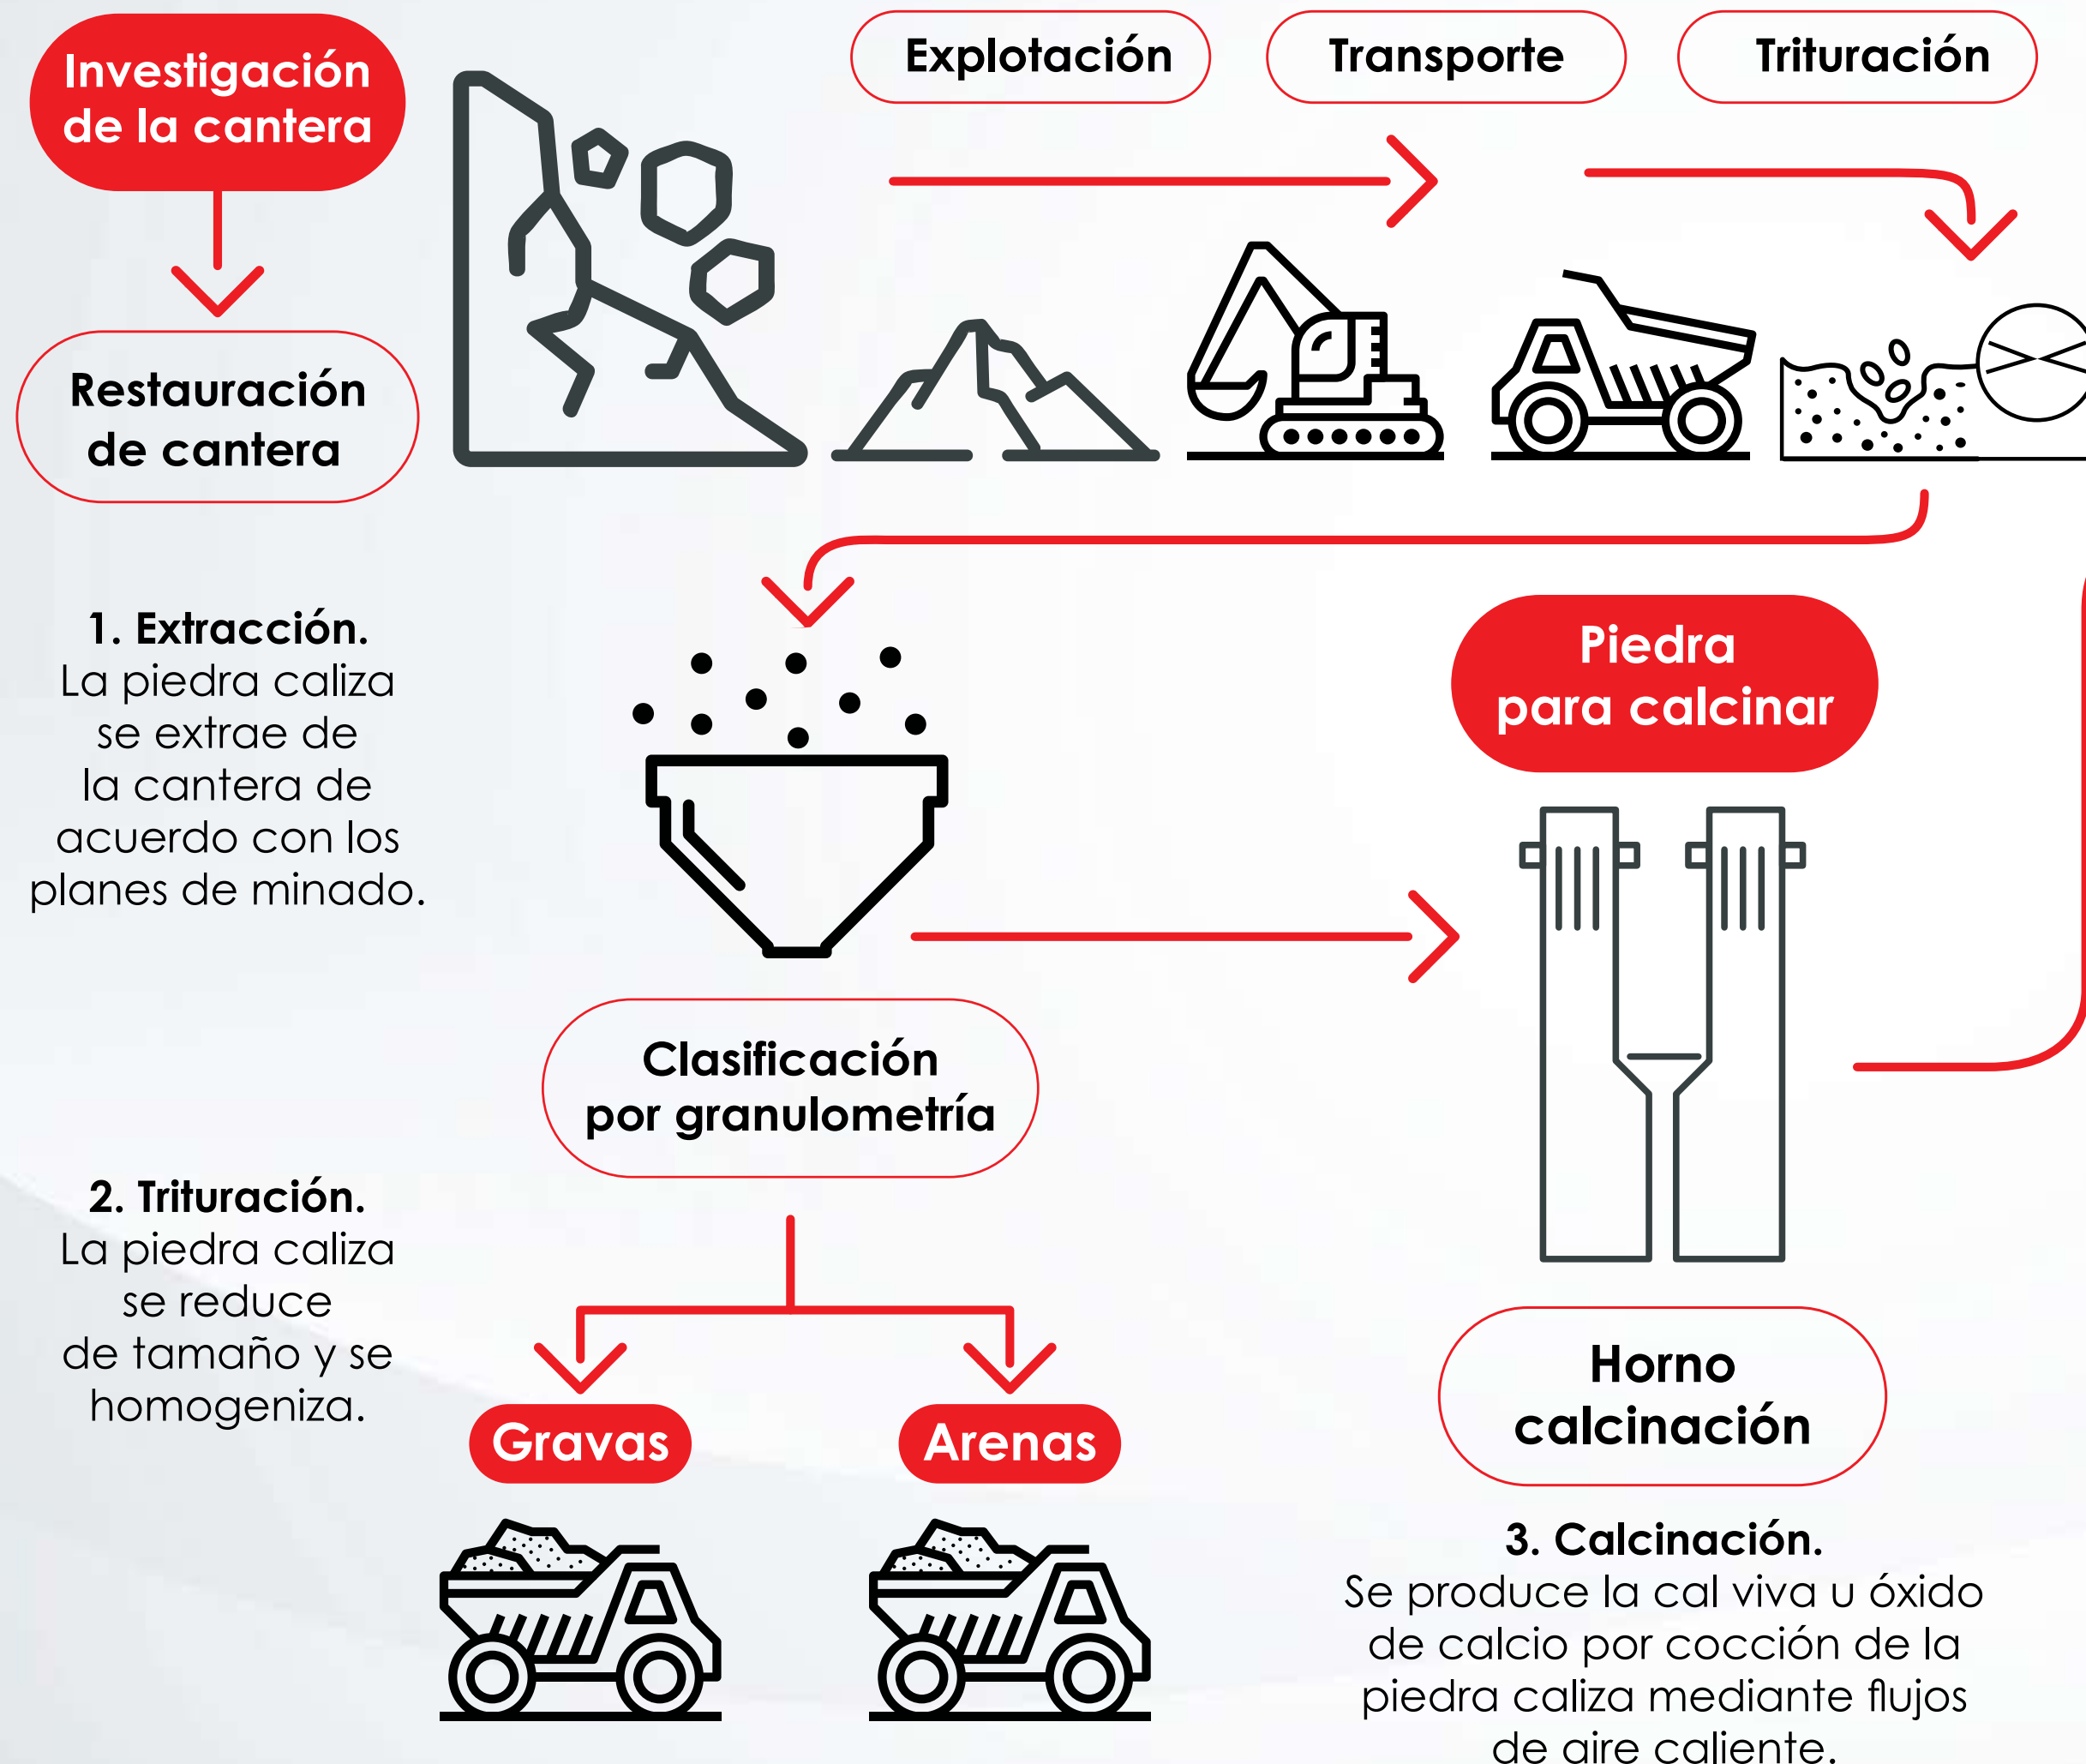 Investigación
de la cantera
Explotación
Transporte
Trituración
Restauración
de cantera
1. Extracción.
La piedra caliza
se extrae de
la cantera de
acuerdo con los
planes de minado.
Piedra
para calcinar
Clasificación
por granulometría
2. Trituración.
La piedra caliza
se reduce
de tamaño y se
homogeniza.
Gravas
Arenas
Horno
calcinación
3. Calcinación.
Se produce la cal viva u óxido
de calcio por cocción de la
piedra caliza mediante flujos
de aire caliente.